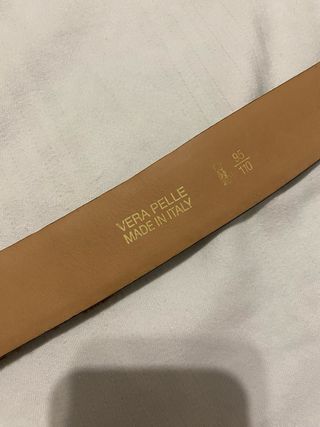 VERA PELLE
MADE IN ITALY
95
110